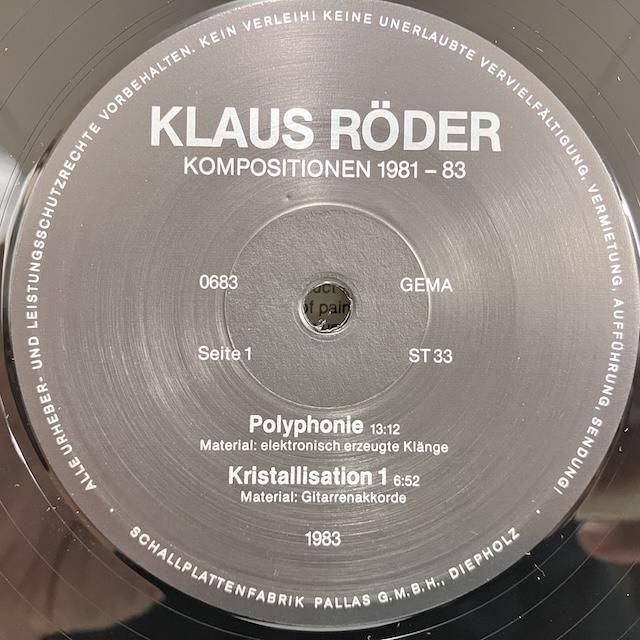 ALLE URHEBER- UND LEISTUNGSSCHUTZRECHTE VORBEHALTEN. KEIN VERLEIH! KEINE UNERLAUBTE VERVIELFÄLTIGUNG, VERMIETUNG, AUFFÜHRUNG, SENDUNG!
KLAUS RÖDER
KOMPOSITIONEN 1981 – 83
0683 GEMA
of pain
Seite 1 ST 33
Polyphonie 13:12
Material: elektronisch erzeugte Klänge
Kristallisation 1 6:52
Material: Gitarrenakkorde
1983
SCHALLPLATTENFABRIK PALLAS G.M.B.H., DIEPHOLZ